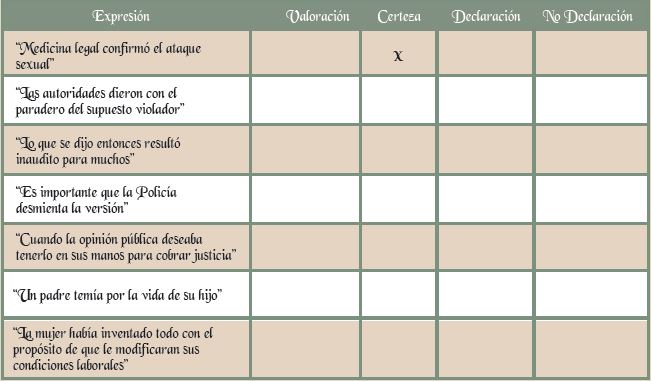 Expresión Valoración Certeza Declaración No Declaración
“Medicina legal confirmó el ataque
sexual”
x
“Las autoridades dieron con el
paradero del supuesto violador”
“Lo que se dijo entonces resultó
inaudito para muchos”
“Es importante que la Policía
desmienta la versión”
“Cuando la opinión pública deseaba
tenerlo en sus manos para cobrar justicia”
“Un padre temía por la vida de su hijo”
“La mujer había inventado todo con el
propósito de que le modificaran sus
condiciones laborales”